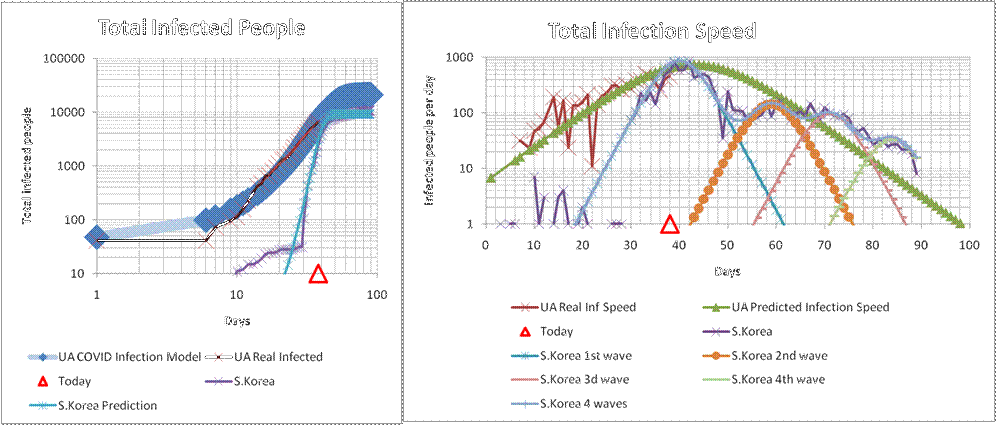 Total Infected People
Total infected people
100000
10000
1000
100
10
1
10
100
Days
UA COVID Infection Model
UA Real Infected
Today
S.Korea
S.Korea Prediction
Total Infection Speed
Infected people per day
1000
100
10
1
0
10
20
30
40
50
60
70
80
90
100
Days
UA Real Inf Speed
UA Predicted Infection Speed
Today
S.Korea
S.Korea 1st wave
S.Korea 2nd wave
S.Korea 3d wave
S.Korea 4th wave
S.Korea 4 waves